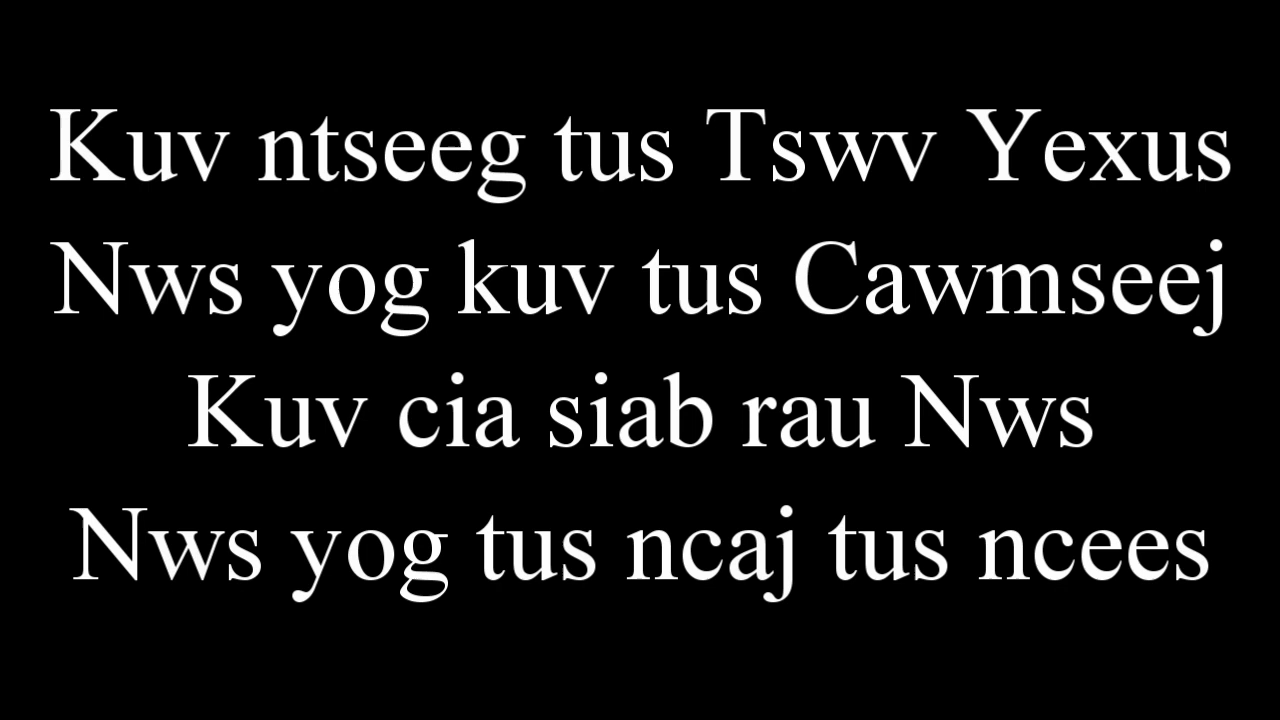 Kuv ntseeg tus Tswv Yexus
Nws yog kuv tus Cawmseej
Kuv cia siab rau Nws
Nws yog tus ncaj tus ncees